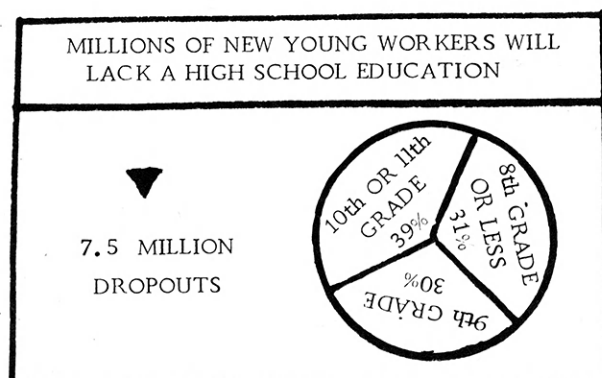 MILLIONS OF NEW YOUNG WORKERS WILL
LACK A HIGH SCHOOL EDUCATION
7.5 MILLION
DROPOUTS
10th OR 11th
GRADE
39%
8th GRADE
OR LESS
31%
9th GRADE
30%